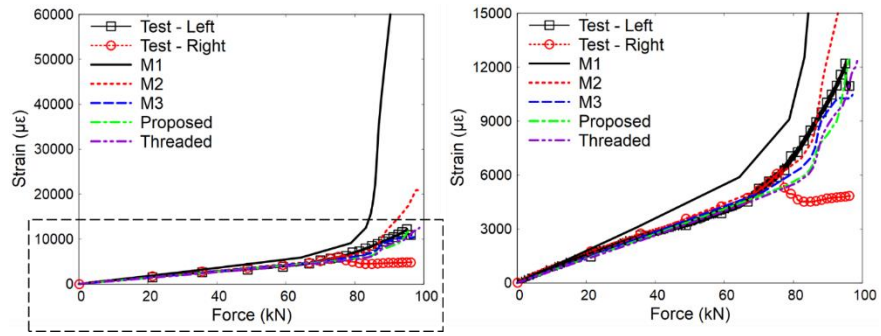 60000
50000
40000
30000
20000
10000
0
Strain (µε)
Test - Left
Test - Right
M1
M2
M3
Proposed
Threaded
0 20 40 60 80 100
Force (kN)
15000
12000
9000
6000
3000
0
Strain (µε)
Test - Left
Test - Right
M1
M2
M3
Proposed
Threaded
0 20 40 60 80 100
Force (kN)